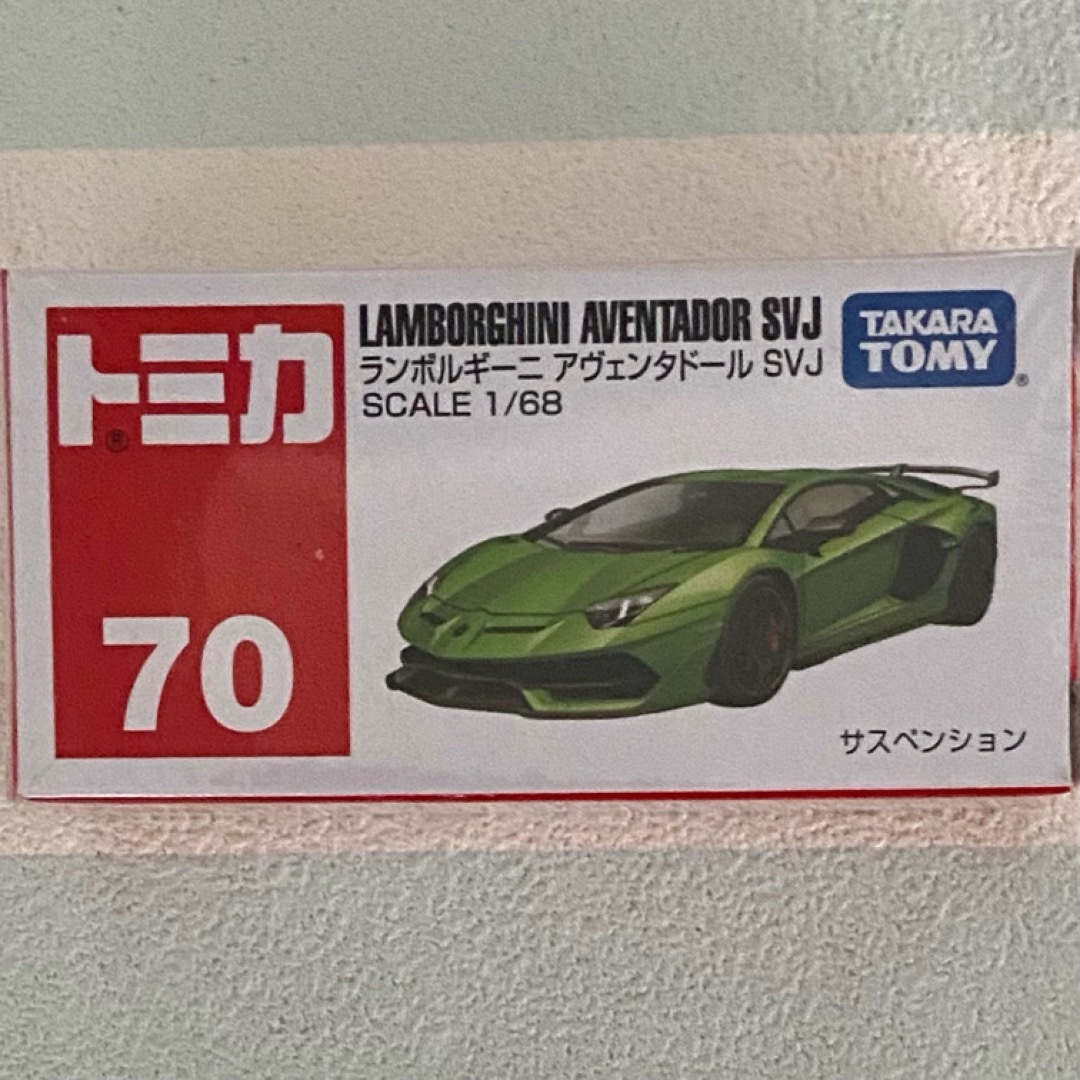 トミカ
®
70
LAMBORGHINI AVENTADOR SVJ
ランボルギーニ アヴェンタドール SVJ
SCALE 1/68
TAKARA
TOMY
®
サスペンション